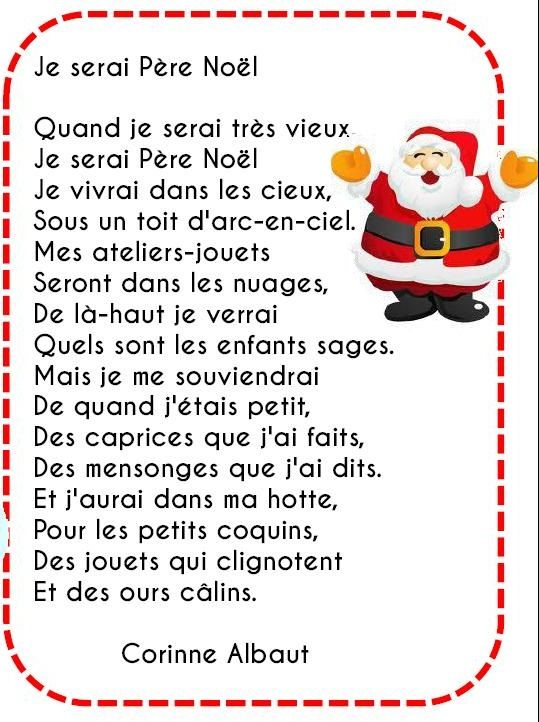 Je serai Père Noël
Quand je serai très vieux
Je serai Père Noël
Je vivrai dans les cieux,
Sous un toit d'arc-en-ciel.
Mes ateliers-jouets
Seront dans les nuages,
De là-haut je verrai
Quels sont les enfants sages.
Mais je me souviendrai
De quand j'étais petit,
Des caprices que j'ai faits,
Des mensonges que j'ai dits.
Et j'aurai dans ma hotte,
Pour les petits coquins,
Des jouets qui clignotent
Et des ours câlins.
Corinne Albaut